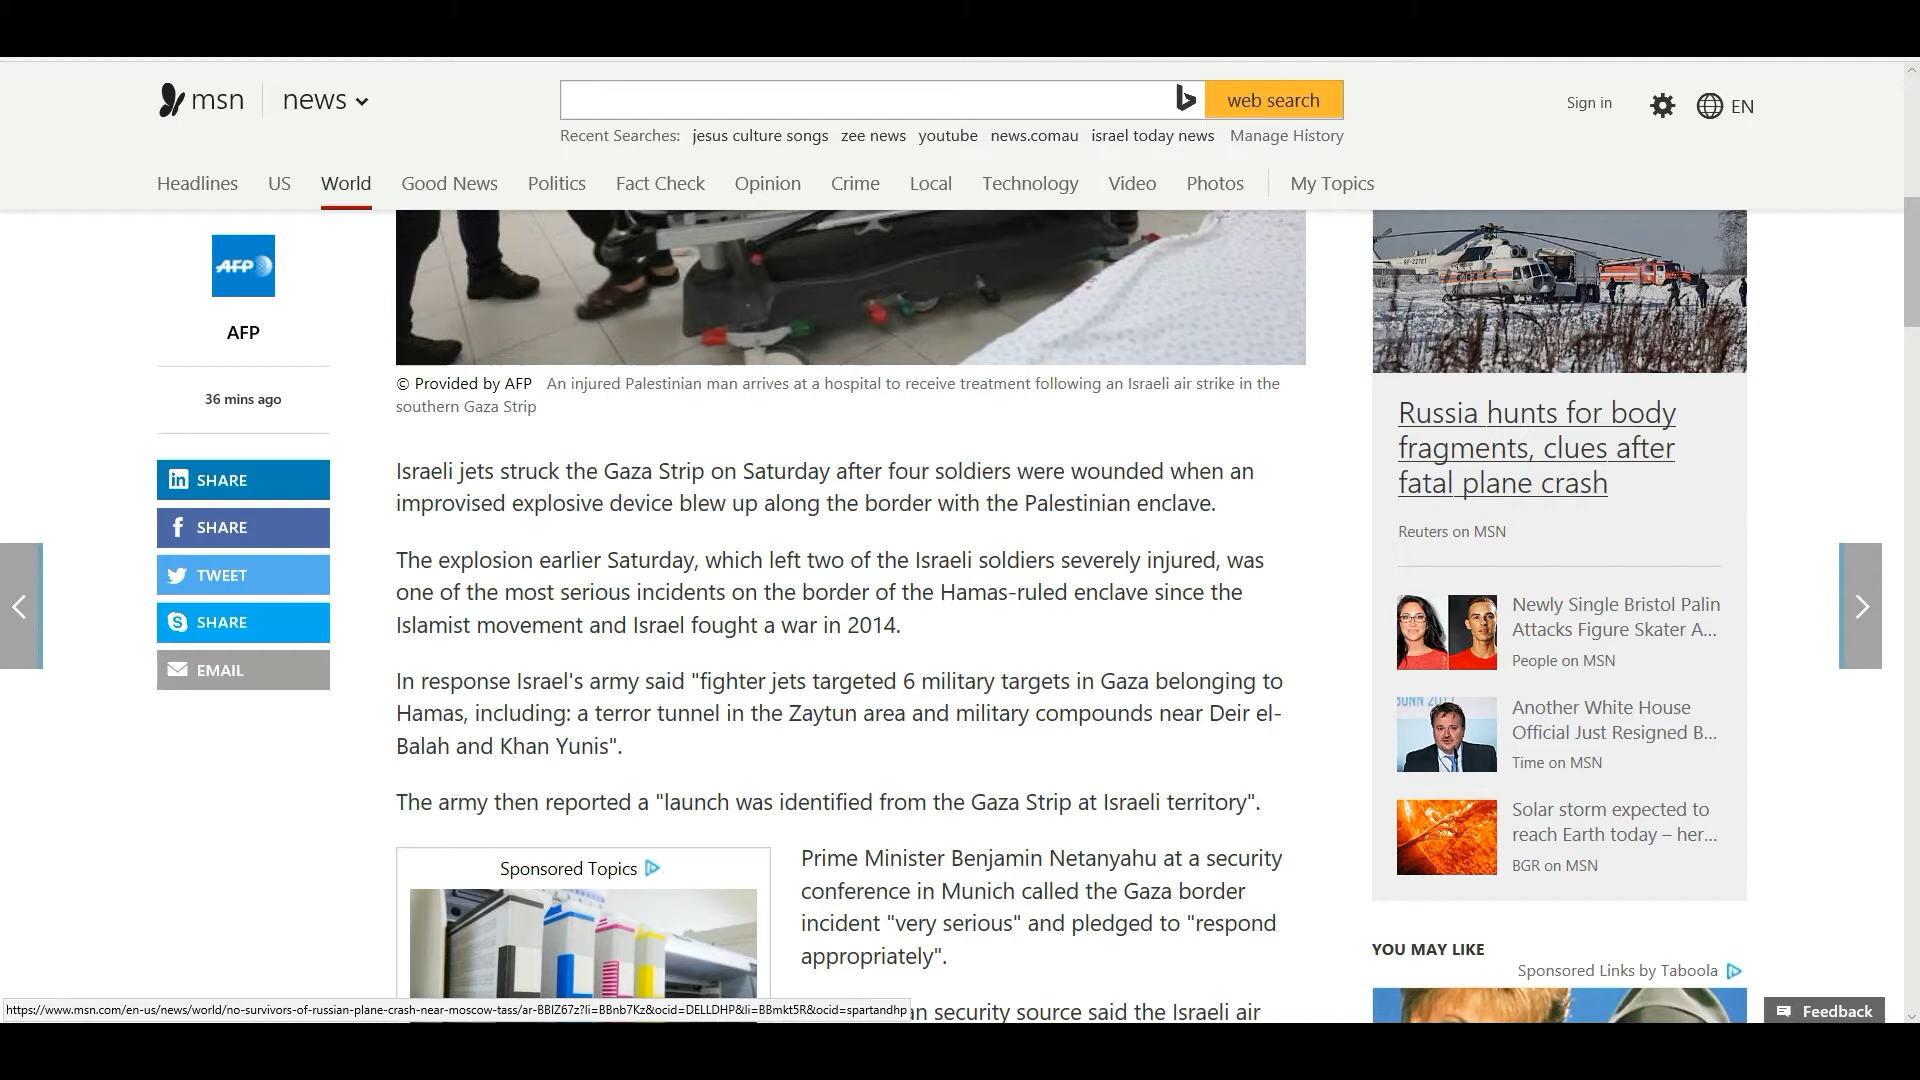 msn
news
web search
Sign in
EN
Recent Searches: jesus culture songs zee news youtube news.comau israel today news Manage History
Headlines US World Good News Politics Fact Check Opinion Crime Local Technology Video Photos My Topics
AFP
AFP
36 mins ago
SHARE
SHARE
TWEET
SHARE
EMAIL
© Provided by AFP An injured Palestinian man arrives at a hospital to receive treatment following an Israeli air strike in the
southern Gaza Strip
Israeli jets struck the Gaza Strip on Saturday after four soldiers were wounded when an
improvised explosive device blew up along the border with the Palestinian enclave.
The explosion earlier Saturday, which left two of the Israeli soldiers severely injured, was
one of the most serious incidents on the border of the Hamas-ruled enclave since the
Islamist movement and Israel fought a war in 2014.
In response Israel's army said "fighter jets targeted 6 military targets in Gaza belonging to
Hamas, including: a terror tunnel in the Zaytun area and military compounds near Deir el-
Balah and Khan Yunis".
The army then reported a "launch was identified from the Gaza Strip at Israeli territory".
Sponsored Topics
Prime Minister Benjamin Netanyahu at a security
conference in Munich called the Gaza border
incident "very serious" and pledged to "respond
appropriately".
an security source said the Israeli air
https://www.msn.com/en-us/news/world/no-survivors-of-russian-plane-crash-near-moscow-tass/ar-BBIZ67z?li=BBnb7Kz&ocid=DELLDHP&li=BBmkt5R&ocid=spartandhp
Russia hunts for body
fragments, clues after
fatal plane crash
Reuters on MSN
Newly Single Bristol Palin
Attacks Figure Skater A...
People on MSN
Another White House
Official Just Resigned B...
Time on MSN
Solar storm expected to
reach Earth today – her...
BGR on MSN
YOU MAY LIKE
Sponsored Links by Taboola
Feedback